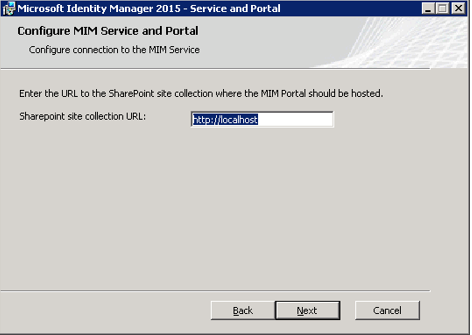 Microsoft Identity Manager 2015 - Service and Portal
Configure MIM Service and Portal
Configure connection to the MIM Service
Enter the URL to the SharePoint site collection where the MIM Portal should be hosted.
Sharepoint site collection URL: http://localhost
Back Next Cancel